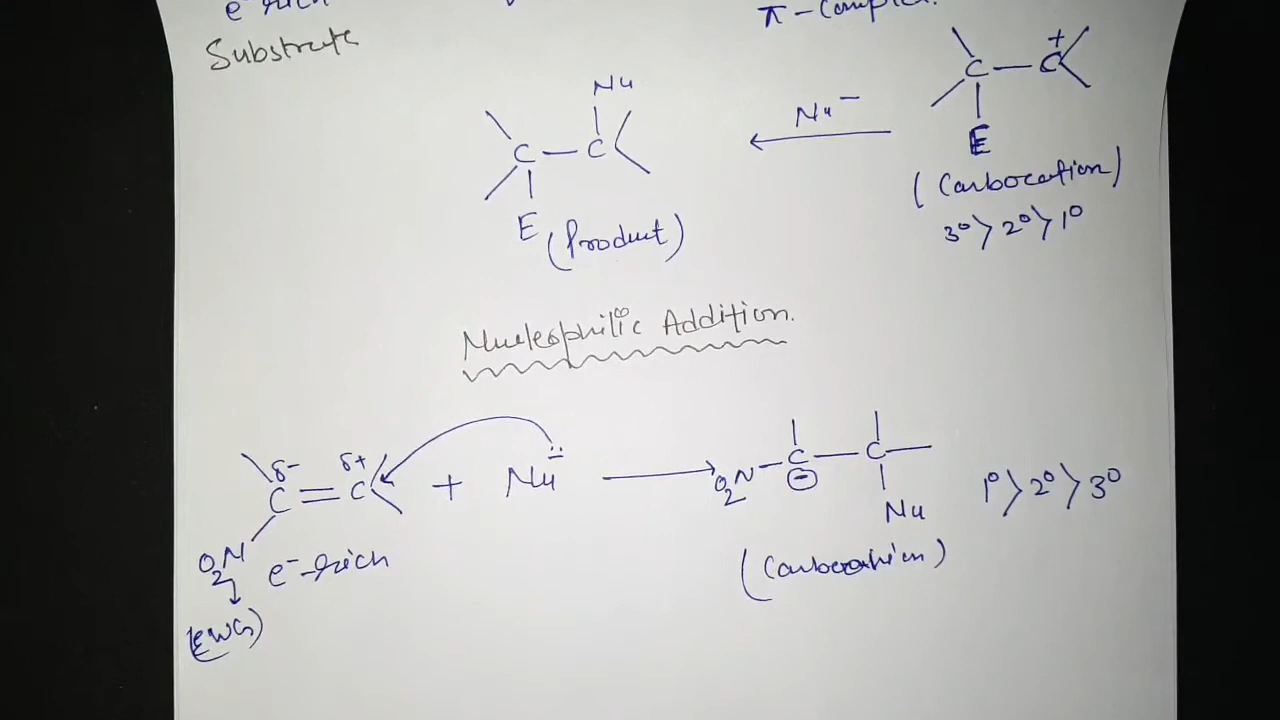 e⁻-rich
π-Complex.
Substrate
C — C⁺
Nu
Nu⁻
C — C
E
E
(Product)
(Carbocation)
3° > 2° > 1°
Nucleophilic Addition.
δ- δ+
C = C + Nu
O₂N — C — C
⊖
1° > 2° > 3°
Nu
O₂N
e⁻-rich
(EWG)